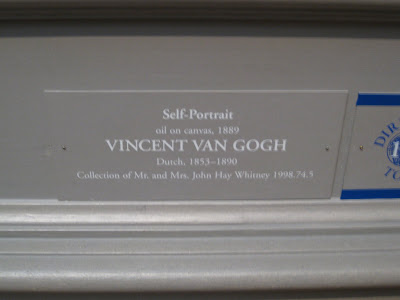 Self-Portrait
oil on canvas, 1889
VINCENT VAN GOGH
Dutch, 1853–1890
Collection of Mr. and Mrs. John Hay Whitney 1998.74.5